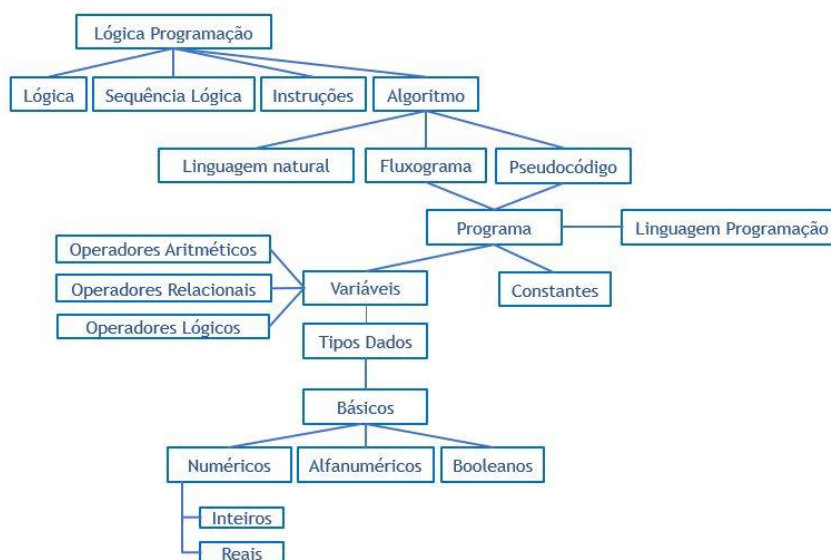 Lógica Programação
Lógica
Sequência Lógica
Instruções
Algoritmo
Linguagem natural
Fluxograma
Pseudocódigo
Programa
Linguagem Programação
Operadores Aritméticos
Operadores Relacionais
Operadores Lógicos
Variáveis
Constantes
Tipos Dados
Básicos
Numéricos
Alfanuméricos
Booleanos
Inteiros
Reais